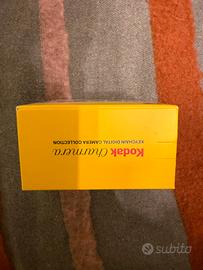 Kodak Charmera
KEYCHAIN DIGITAL CAMERA COLLECTION
subito